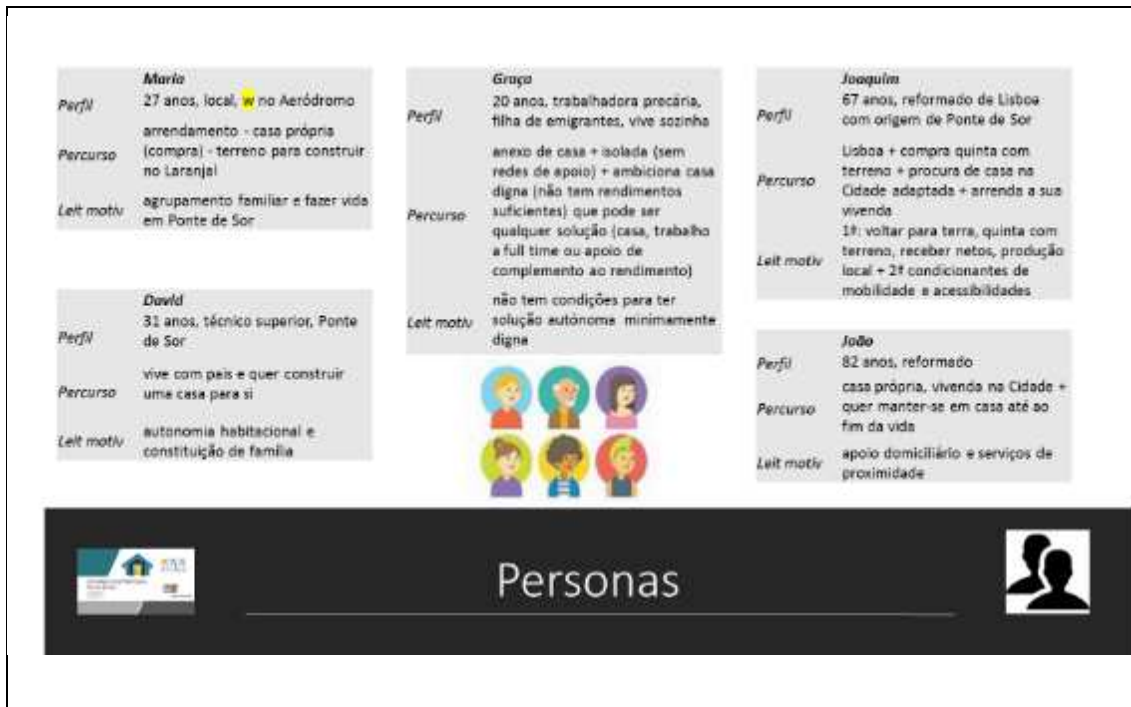 Maria
Perfil
27 anos, local, w no Aeródromo
Percurso
arrendamento - casa própria
(compra) - terreno para construir
no Laranjal
Leit motiv
agrupamento familiar e fazer vida
em Ponte de Sor
David
Perfil
31 anos, técnico superior, Ponte
de Sor
Percurso
vive com pais e quer construir
uma casa para si
Leit motiv
autonomia habitacional e
constituição de família
Graça
Perfil
20 anos, trabalhadora precária,
filha de emigrantes, vive sozinha
Percurso
anexo de casa + isolada (sem
redes de apoio) + ambiciona casa
digna (não tem rendimentos
suficientes) que pode ser
qualquer solução (casa, trabalho
a full time ou apoio de
complemento ao rendimento)
Leit motiv
não tem condições para ter
solução autónoma minimamente
digna
Joaquim
Perfil
67 anos, reformado de Lisboa
com origem de Ponte de Sor
Percurso
Lisboa + compra quinta com
terreno + procura de casa na
Cidade adaptada + arrenda a sua
vivenda
Leit motiv
1º: voltar para terra, quinta com
terreno, receber netos, produção
local + 2º condicionantes de
mobilidade e acessibilidades
João
Perfil
82 anos, reformado
Percurso
casa própria, vivenda na Cidade +
quer manter-se em casa até ao
fim da vida
Leit motiv
apoio domiciliário e serviços de
proximidade
Personas